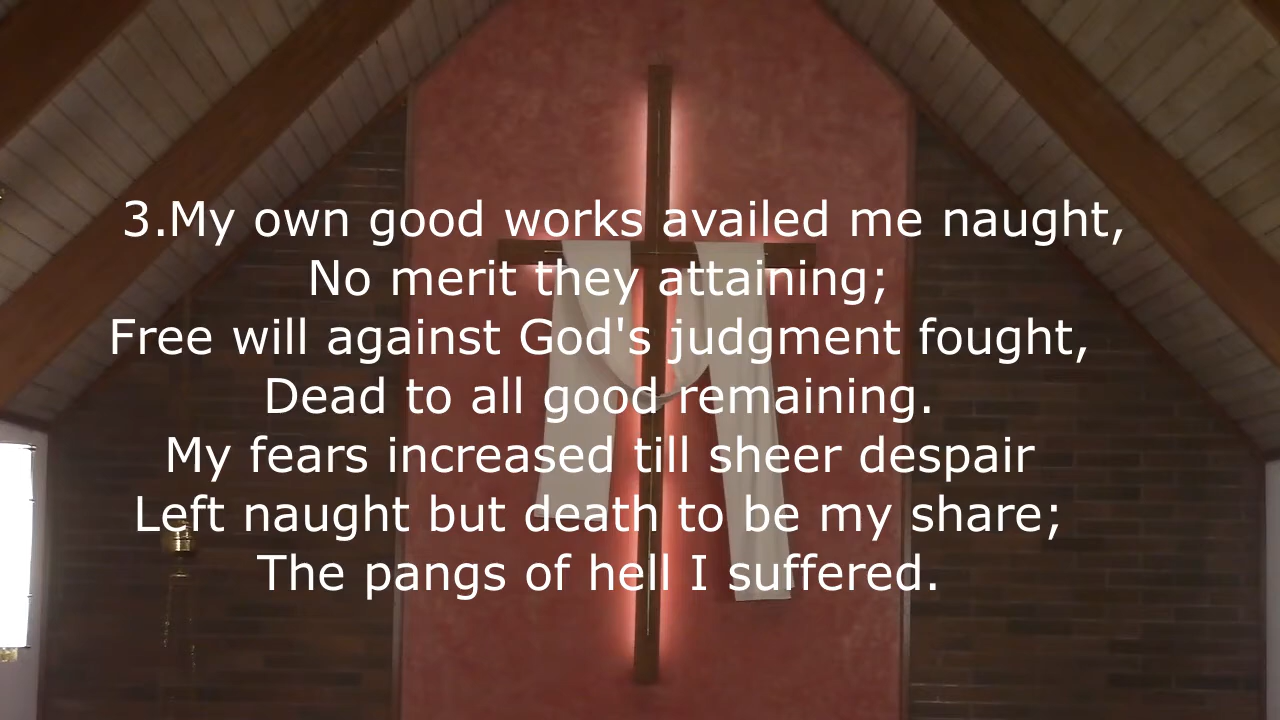 3.My own good works availed me naught,
No merit they attaining;
Free will against God's judgment fought,
Dead to all good remaining.
My fears increased till sheer despair
Left naught but death to be my share;
The pangs of hell I suffered.